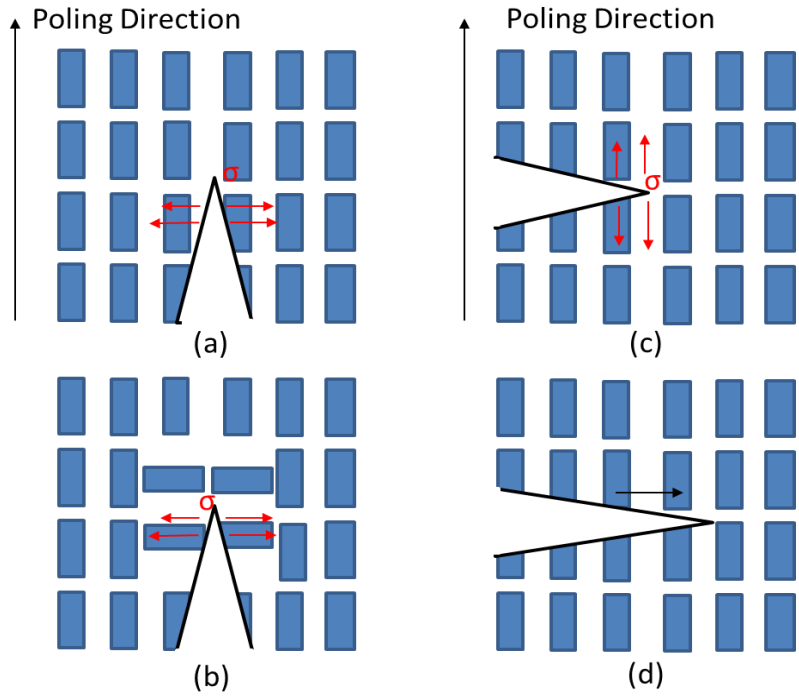 Poling Direction
σ
(a)
σ
(b)
Poling Direction
σ
(c)
(d)